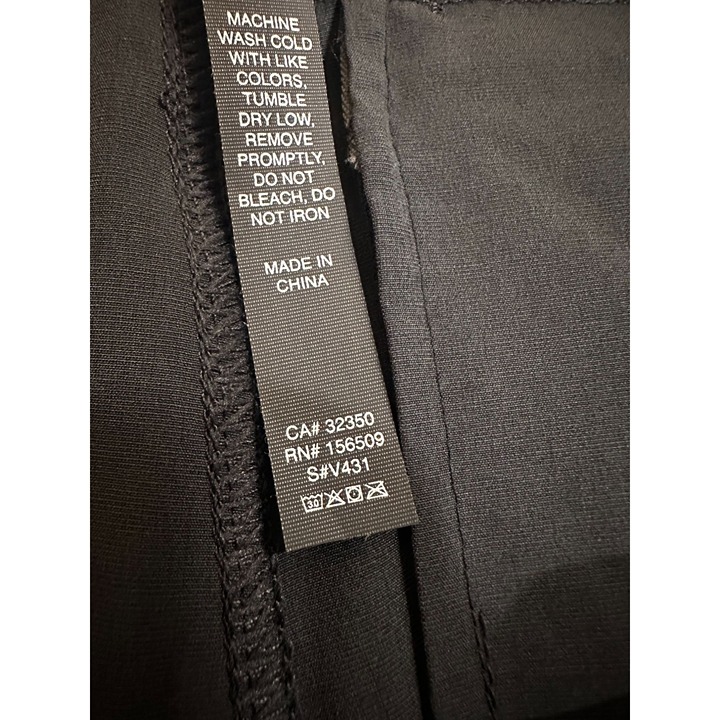 MACHINE
WASH COLD
WITH LIKE
COLORS,
TUMBLE
DRY LOW,
REMOVE
PROMPTLY,
DO NOT
BLEACH, DO
NOT IRON
MADE IN
CHINA
CA# 32350
RN# 156509
S#V431
30